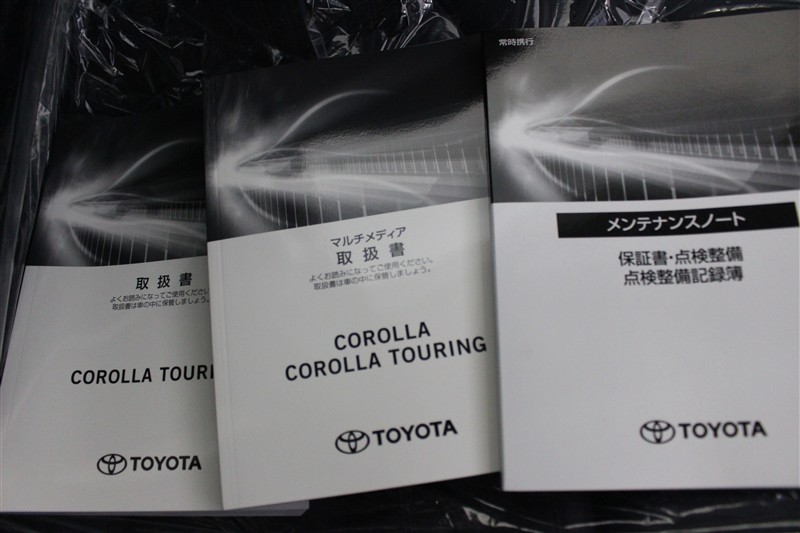 取扱書
よくお読みになってご使用ください。
取扱書は車の中に保管しましょう。
COROLLA
TOYOTA
マルチメディア
取扱書
よくお読みになってご使用ください。
取扱書は車の中に保管しましょう。
COROLLA
COROLLA TOURING
TOYOTA
常時携行
メンテナンスノート
保証書・点検整備
点検整備記録簿
TOYOTA